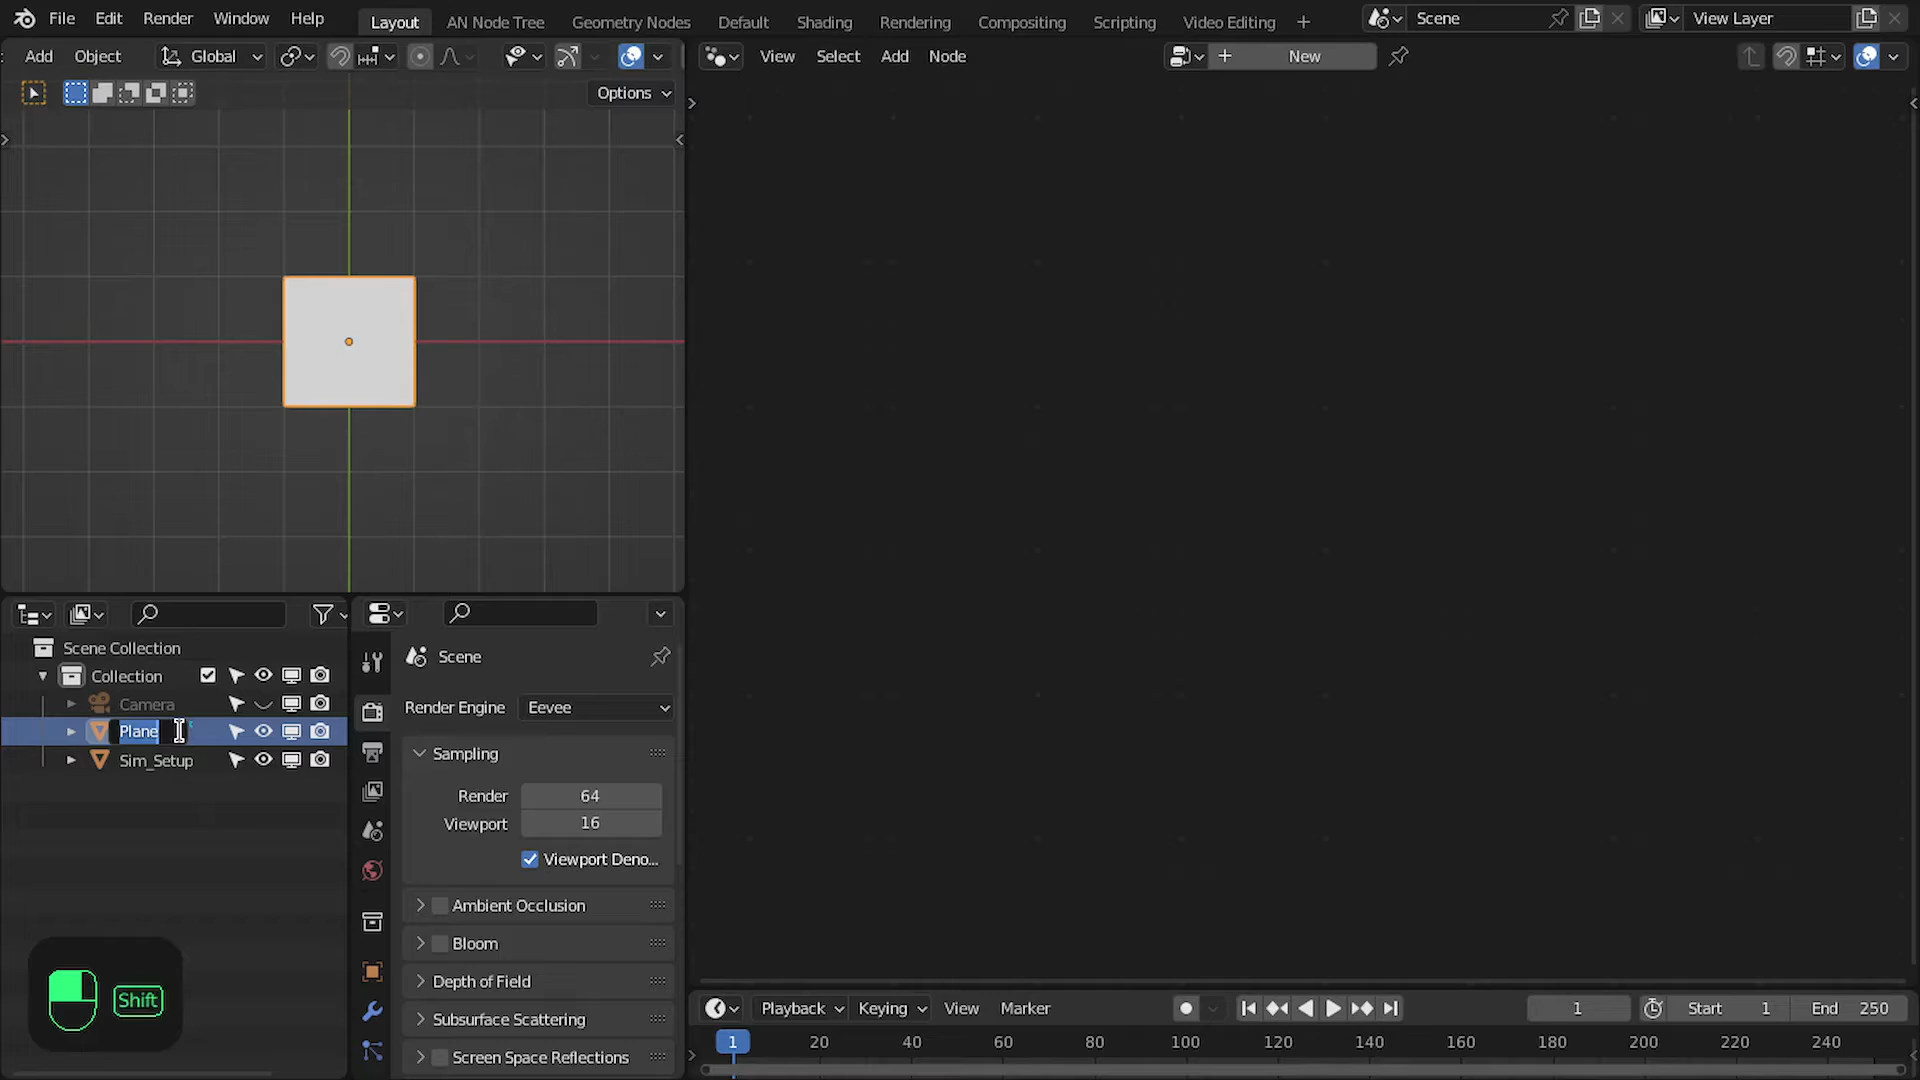 File Edit Render Window Help Layout AN Node Tree Geometry Nodes Default Shading Rendering Compositing Scripting Video Editing Scene View Layer
Add Object Global View Select Add Node New
Options
Scene Collection
Collection
Camera
Plane
Sim_Setup
Scene
Render Engine Eevee
Sampling
Render 64
Viewport 16
Viewport Deno...
Ambient Occlusion
Bloom
Depth of Field
Subsurface Scattering
Screen Space Reflections
Shift
Playback Keying View Marker 1 Start 1 End 250
1 20 40 60 80 100 120 140 160 180 200 220 240